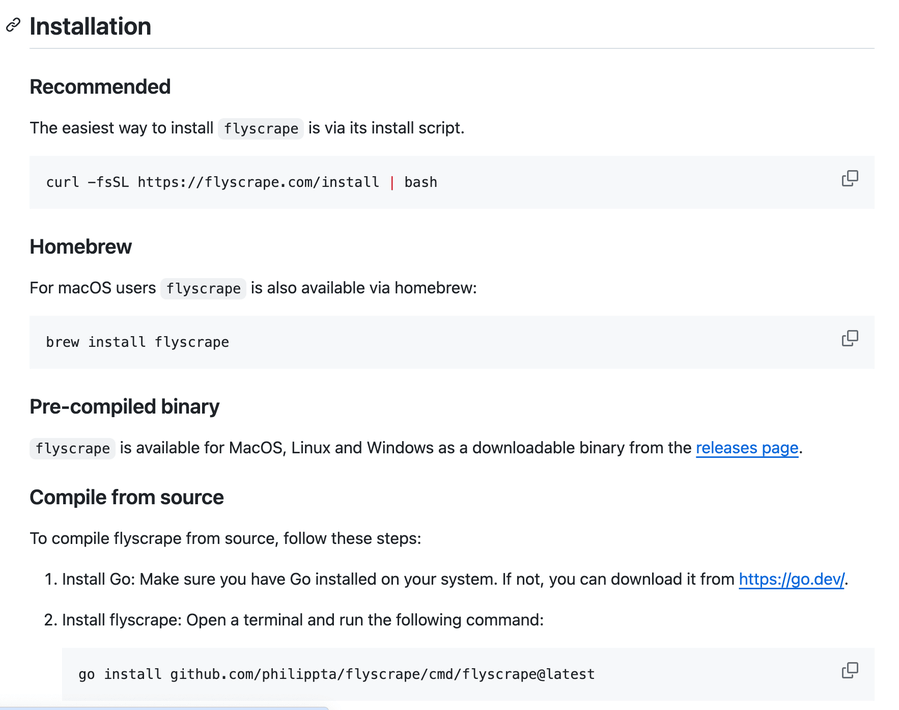 Installation
Recommended
The easiest way to install flyscrape is via its install script.
curl -fsSL https://flyscrape.com/install | bash
Homebrew
For macOS users flyscrape is also available via homebrew:
brew install flyscrape
Pre-compiled binary
flyscrape is available for MacOS, Linux and Windows as a downloadable binary from the releases page.
Compile from source
To compile flyscrape from source, follow these steps:
1. Install Go: Make sure you have Go installed on your system. If not, you can download it from https://go.dev/.
2. Install flyscrape: Open a terminal and run the following command:
go install github.com/philippta/flyscrape/cmd/flyscrape@latest